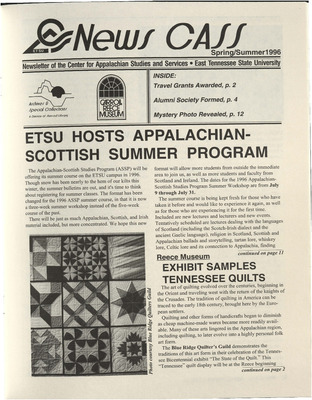 ETSU
News CASS
Spring/Summer1996
Newsletter of the Center for Appalachian Studies and Services • East Tennessee State University
Archives &
Special Collections
CARROLL
REECE
MUSEUM
INSIDE:
Travel Grants Awarded, p. 2
Alumni Society Formed, p. 4
Mystery Photo Revealed, p. 12
ETSU HOSTS APPALACHIAN-
SCOTTISH SUMMER PROGRAM
The Appalachian-Scottish Studies Program (ASSP) will be
offering its summer course on the ETSU campus in 1996.
Though snow has been nearly to the hem of our kilts this
winter, the summer bulletins are out, and it's time to think
about registering for the summer classes. The format has been
changed for the 1996 ASSP summer course, in that it is now
a three-week summer workshop instead of the five-week
course of the past.
There will be just as much Appalachian, Scottish, and Irish
material included, but more concentrated. We hope this new
format will allow more students from outside the immediate
area to join us, as well as more students and faculty from
Scotland and Ireland. The dates for the 1996 Appalachian-
Scottish Studies Program Summer Workshop are from July
9 through July 31.
The summer course is being kept fresh for those who have
taken it before and would like to experience it again, as well
as for those who are experiencing it for the first time.
Included are new lectures and lecturers and new events.
Tentatively scheduled are lectures dealing with the languages
of Scotland (including the Scotch-Irish dialect and the
ancient Gaelic language), religion in Scotland, Scottish and
Appalachian ballads and storytelling, tartan lore, whiskey
lore, Celtic lore and its connection to Appalachia, finding
continued on page 11
Reece Museum
EXHIBIT SAMPLES
TENNESSEE QUILTS
The art of quilting evolved over the centuries, beginning in
the Orient and traveling west with the return of the knights of
the Crusades. The tradition of quilting in America can be
traced to the early 18th century, brought here by the Euro-
pean settlers.
Quilting and other forms of handcrafts began to diminish
as cheap machine-made wares became more readily avail-
able. Many of these arts lingered in the Appalachian region,
including quilting, to later evolve into a highly personal folk
art form.
The Blue Ridge Quilter's Guild demonstrates the
traditions of this art form in their celebration of the Tennes-
see Bicentennial exhibit "The State of the Quilt." This
"Tennessee" quilt display will be at the Reece beginning
continued on page 2
Photo courtesy Blue Ridge Quilters Guild